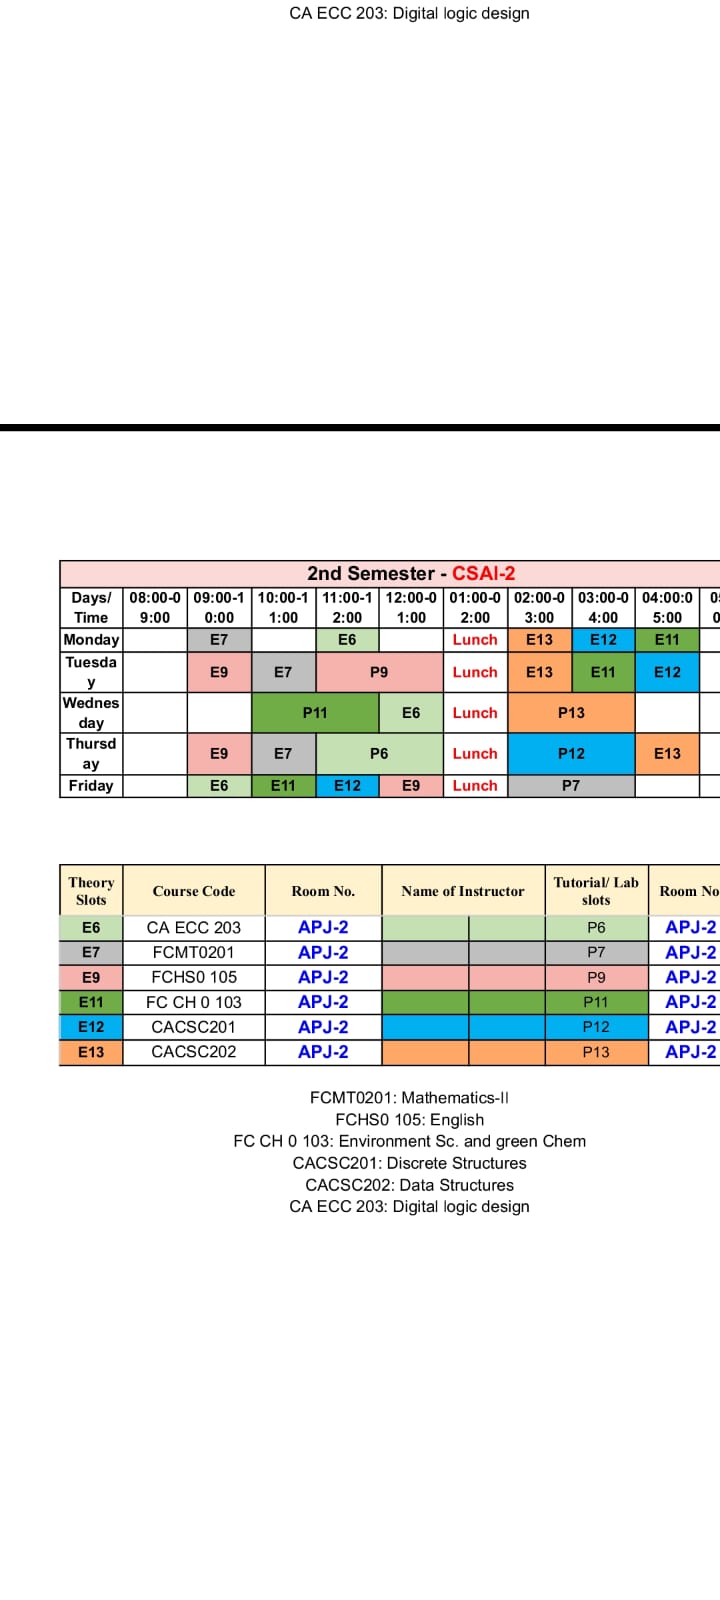 CA ECC 203: Digital logic design
2nd Semester - CSAI-2
Days/ Time 08:00-09:00 09:00-10:00 10:00-11:00 11:00-12:00 12:00-01:00 01:00-02:00 02:00-03:00 03:00-04:00 04:00:05:00
Monday E7 E6 Lunch E13 E12 E11
Tuesday E9 E7 P9 Lunch E13 E11 E12
Wednesday P11 E6 Lunch P13
Thursday E9 E7 P6 Lunch P12 E13
Friday E6 E11 E12 E9 Lunch P7
Theory Slots Course Code Room No. Name of Instructor Tutorial/ Lab slots Room No
E6 CA ECC 203 APJ-2 P6 APJ-2
E7 FCMT0201 APJ-2 P7 APJ-2
E9 FCHS0 105 APJ-2 P9 APJ-2
E11 FC CH 0 103 APJ-2 P11 APJ-2
E12 CACSC201 APJ-2 P12 APJ-2
E13 CACSC202 APJ-2 P13 APJ-2
FCMT0201: Mathematics-II
FCHS0 105: English
FC CH 0 103: Environment Sc. and green Chem
CACSC201: Discrete Structures
CACSC202: Data Structures
CA ECC 203: Digital logic design